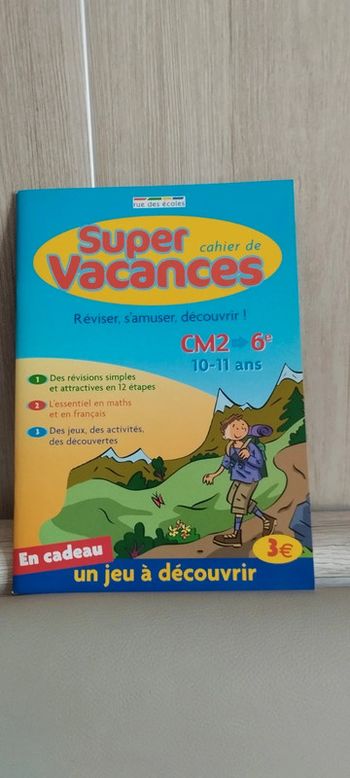 rue des écoles
Super cahier de
Vacances
Réviser, s'amuser, découvrir !
CM2 6e
10-11 ans
1 Des révisions simples
et attractives en 12 étapes
2 L'essentiel en maths
et en français
3 Des jeux, des activités,
des découvertes
En cadeau
3€
un jeu à découvrir